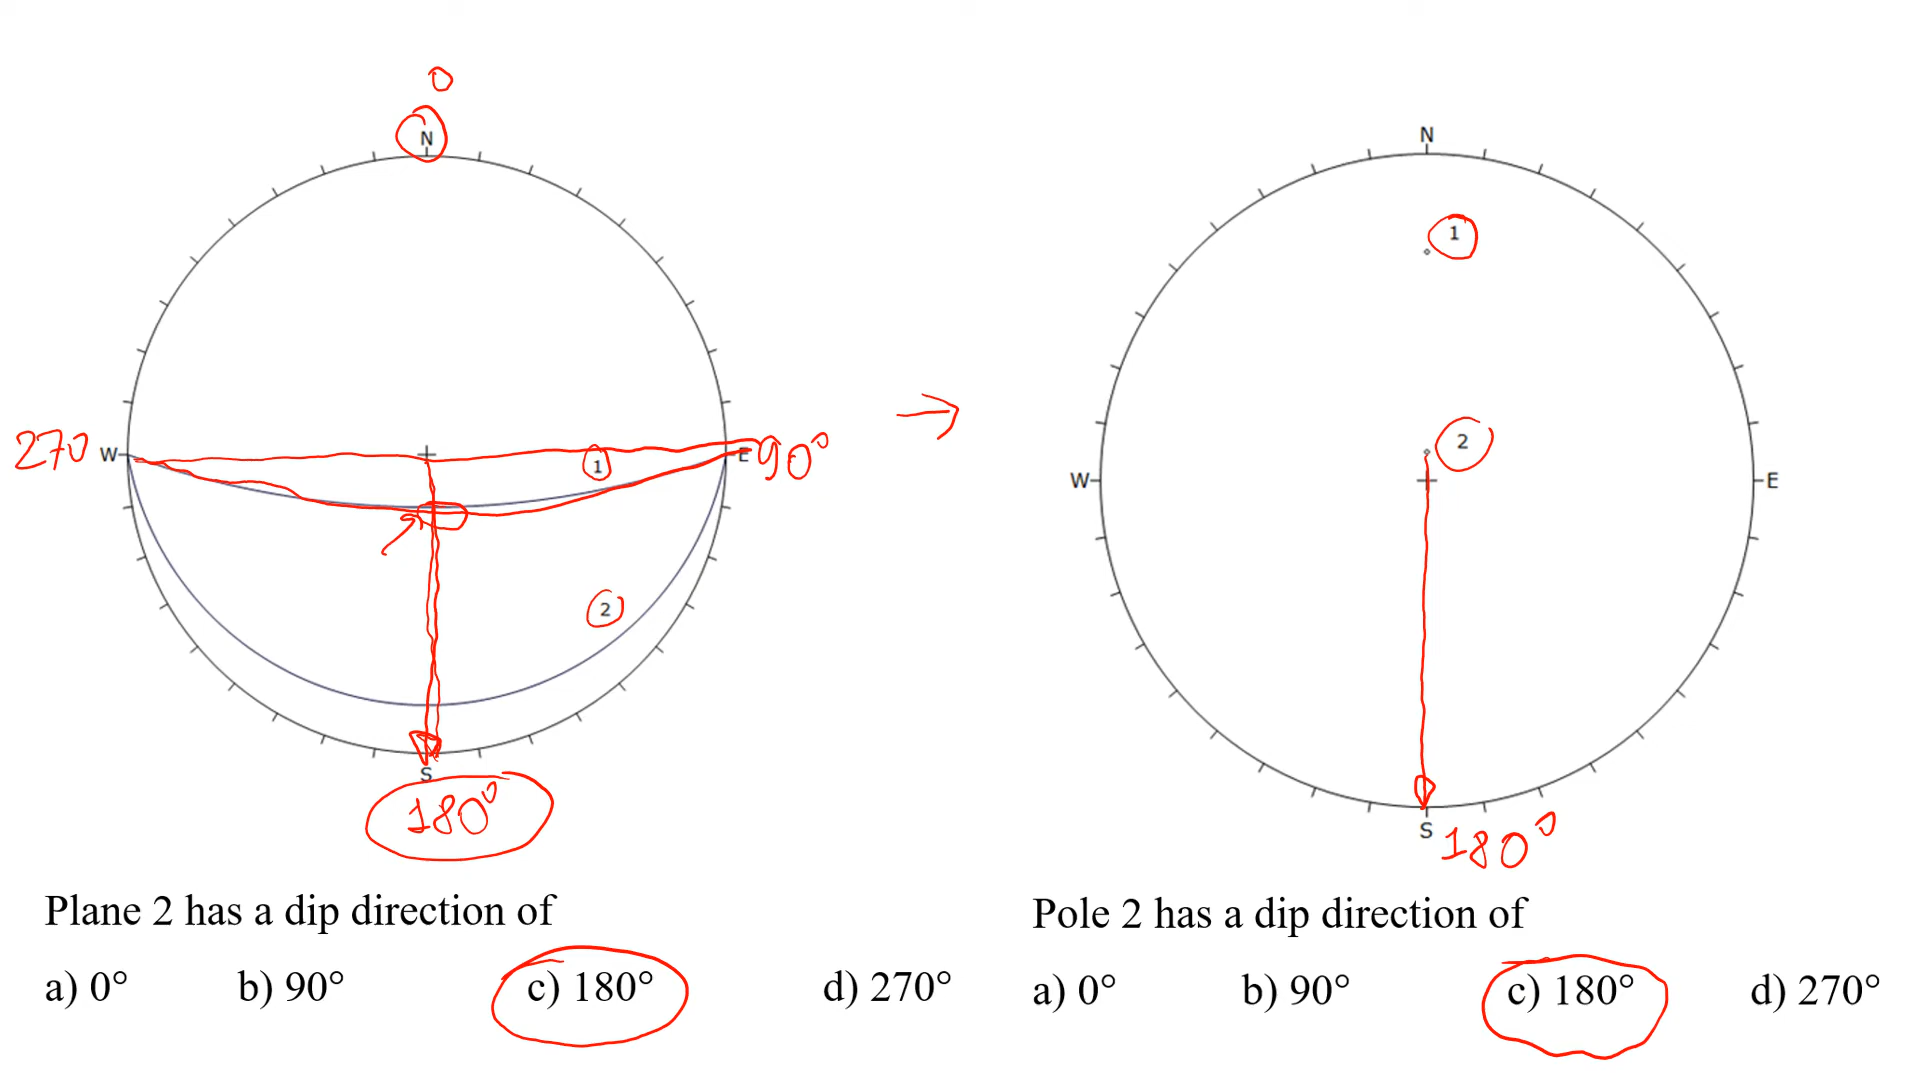 0
N
N
1
270 W
E 90°
1
2
W
E
2
S
180°
S 180°
Plane 2 has a dip direction of
a) 0° b) 90° c) 180° d) 270°
Pole 2 has a dip direction of
a) 0° b) 90° c) 180° d) 270°